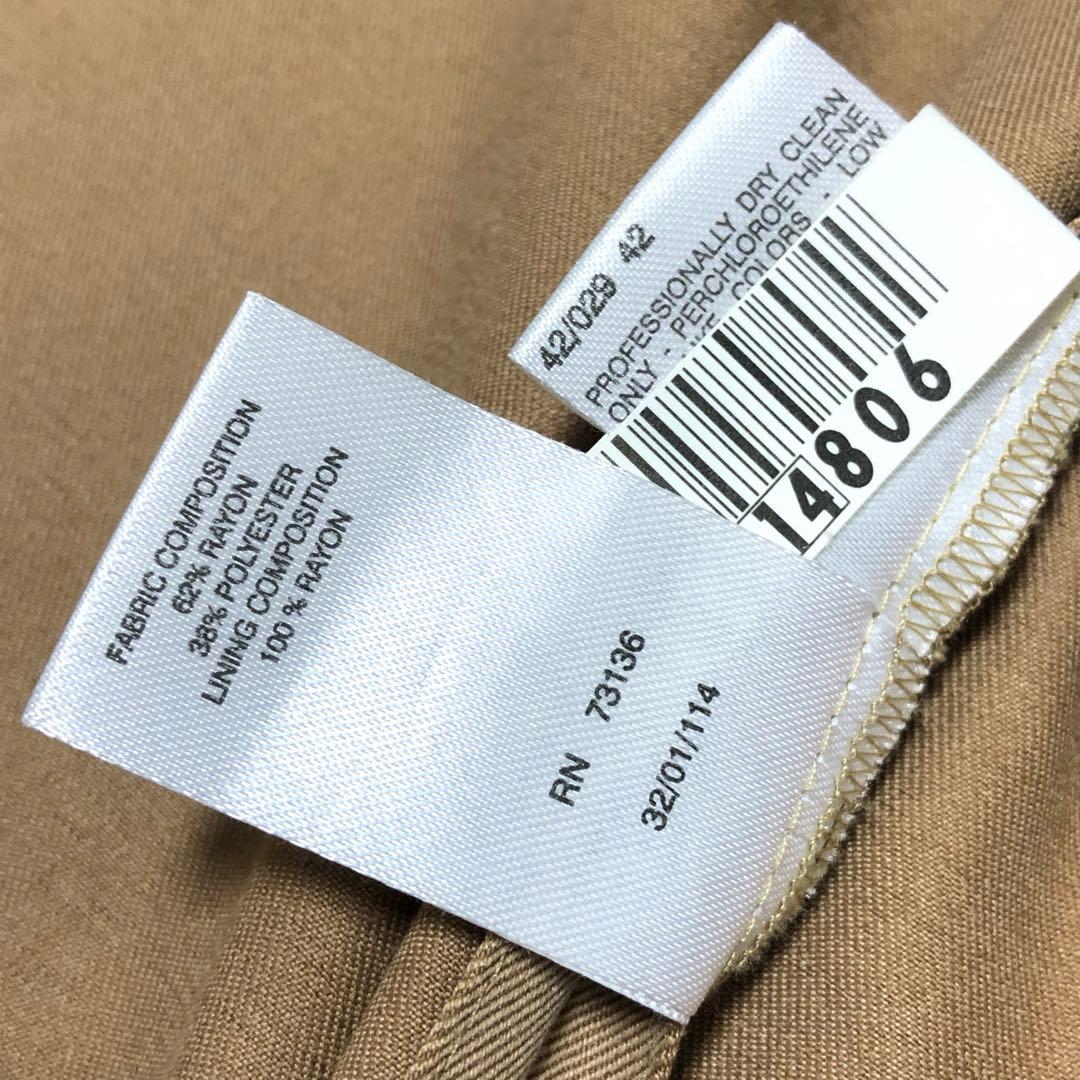 42/029 42
PROFESSIONALLY DRY CLEAN
ONLY - PERCHLOROETHILENE
COLORS - LOW
14806
FABRIC COMPOSITION
62% RAYON
38% POLYESTER
LINING COMPOSITION
100 % RAYON
RN 73136
32/01/114